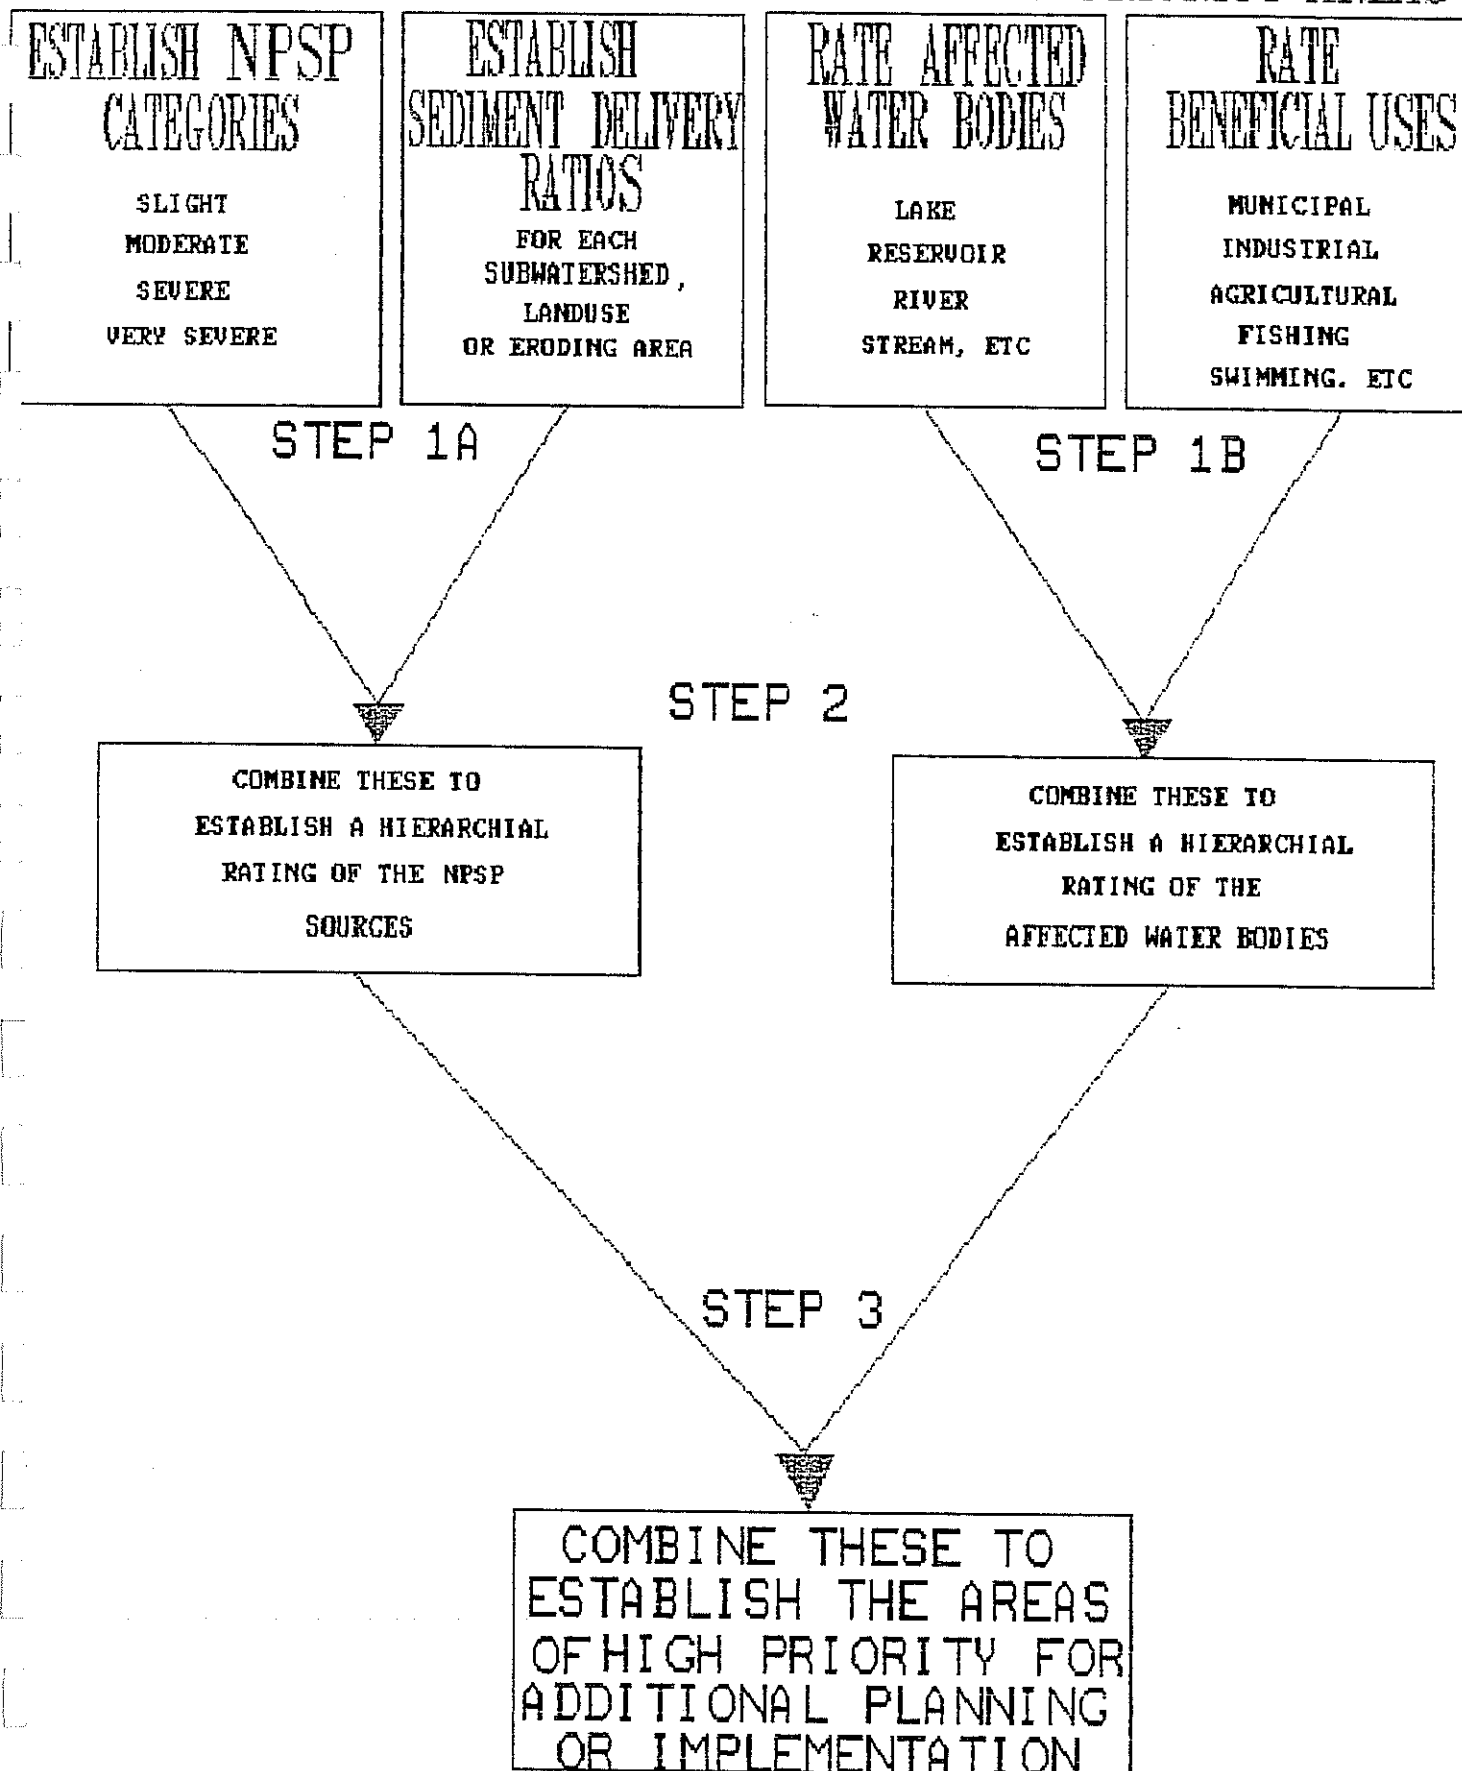 ESTABLISH NPSP
CATEGORIES
SLIGHT
MODERATE
SEVERE
VERY SEVERE
ESTABLISH
SEDIMENT DELIVERY
RATIOS
FOR EACH
SUBWATERSHED,
LANDUSE
OR ERODING AREA
RATE AFFECTED
WATER BODIES
LAKE
RESERVOIR
RIVER
STREAM, ETC
RATE
BENEFICIAL USES
MUNICIPAL
INDUSTRIAL
AGRICULTURAL
FISHING
SWIMMING. ETC
STEP 1A
STEP 1B
STEP 2
COMBINE THESE TO
ESTABLISH A HIERARCHIAL
RATING OF THE NPSP
SOURCES
COMBINE THESE TO
ESTABLISH A HIERARCHIAL
RATING OF THE
AFFECTED WATER BODIES
STEP 3
COMBINE THESE TO
ESTABLISH THE AREAS
OF HIGH PRIORITY FOR
ADDITIONAL PLANNING
OR IMPLEMENTATION